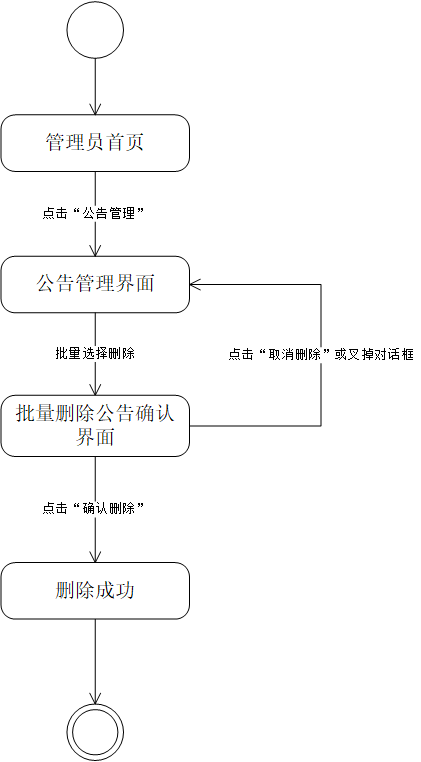 管理员首页
点击“公告管理”
公告管理界面
批量选择删除
点击“取消删除”或叉掉对话框
批量删除公告确认
界面
点击“确认删除”
删除成功